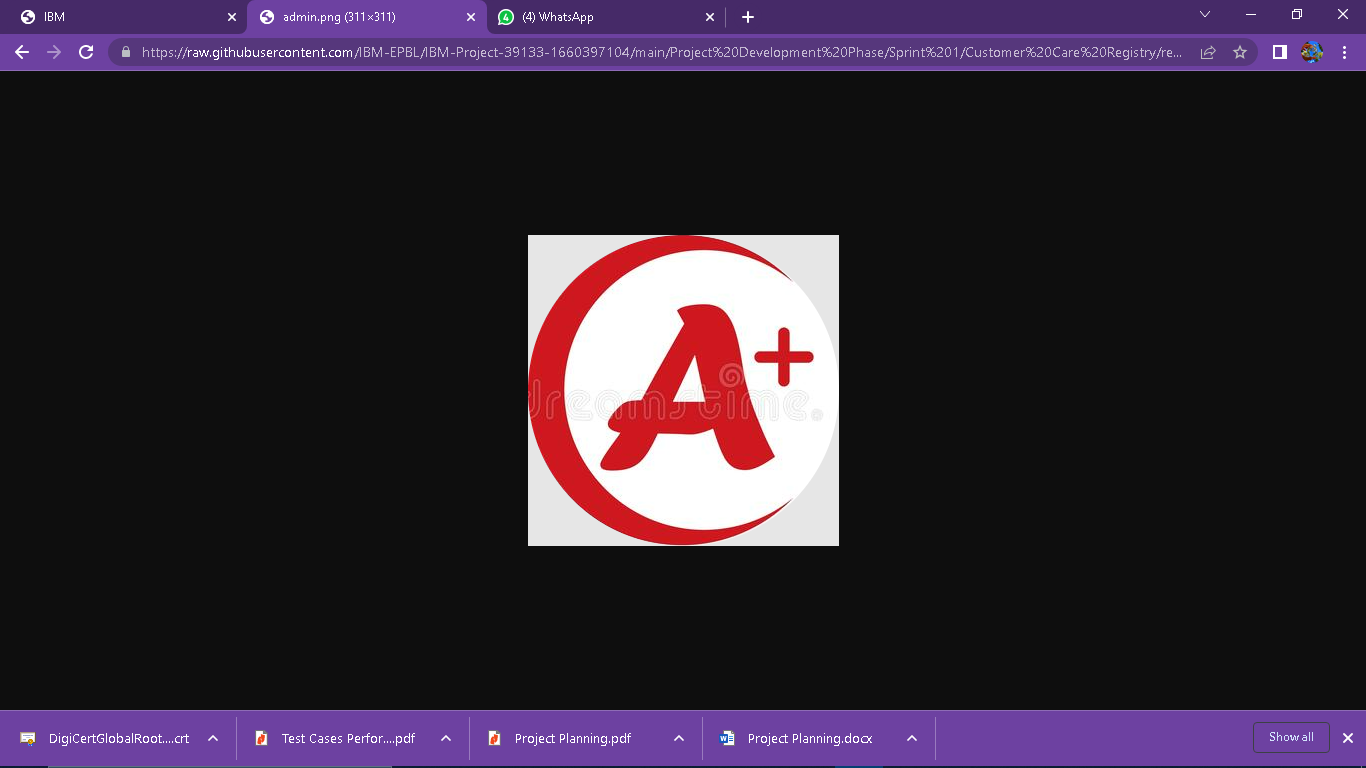 IBM
admin.png (311×311)
4
(4) WhatsApp
https://raw.githubusercontent.com/IBM-EPBL/IBM-Project-39133-1660397104/main/Project%20Development%20Phase/Sprint%201/Customer%20Care%20Registry/re...
A+
dreamstime.
DigiCertGlobalRoot....crt
Test Cases Perfor....pdf
Project Planning.pdf
Project Planning.docx
Show all